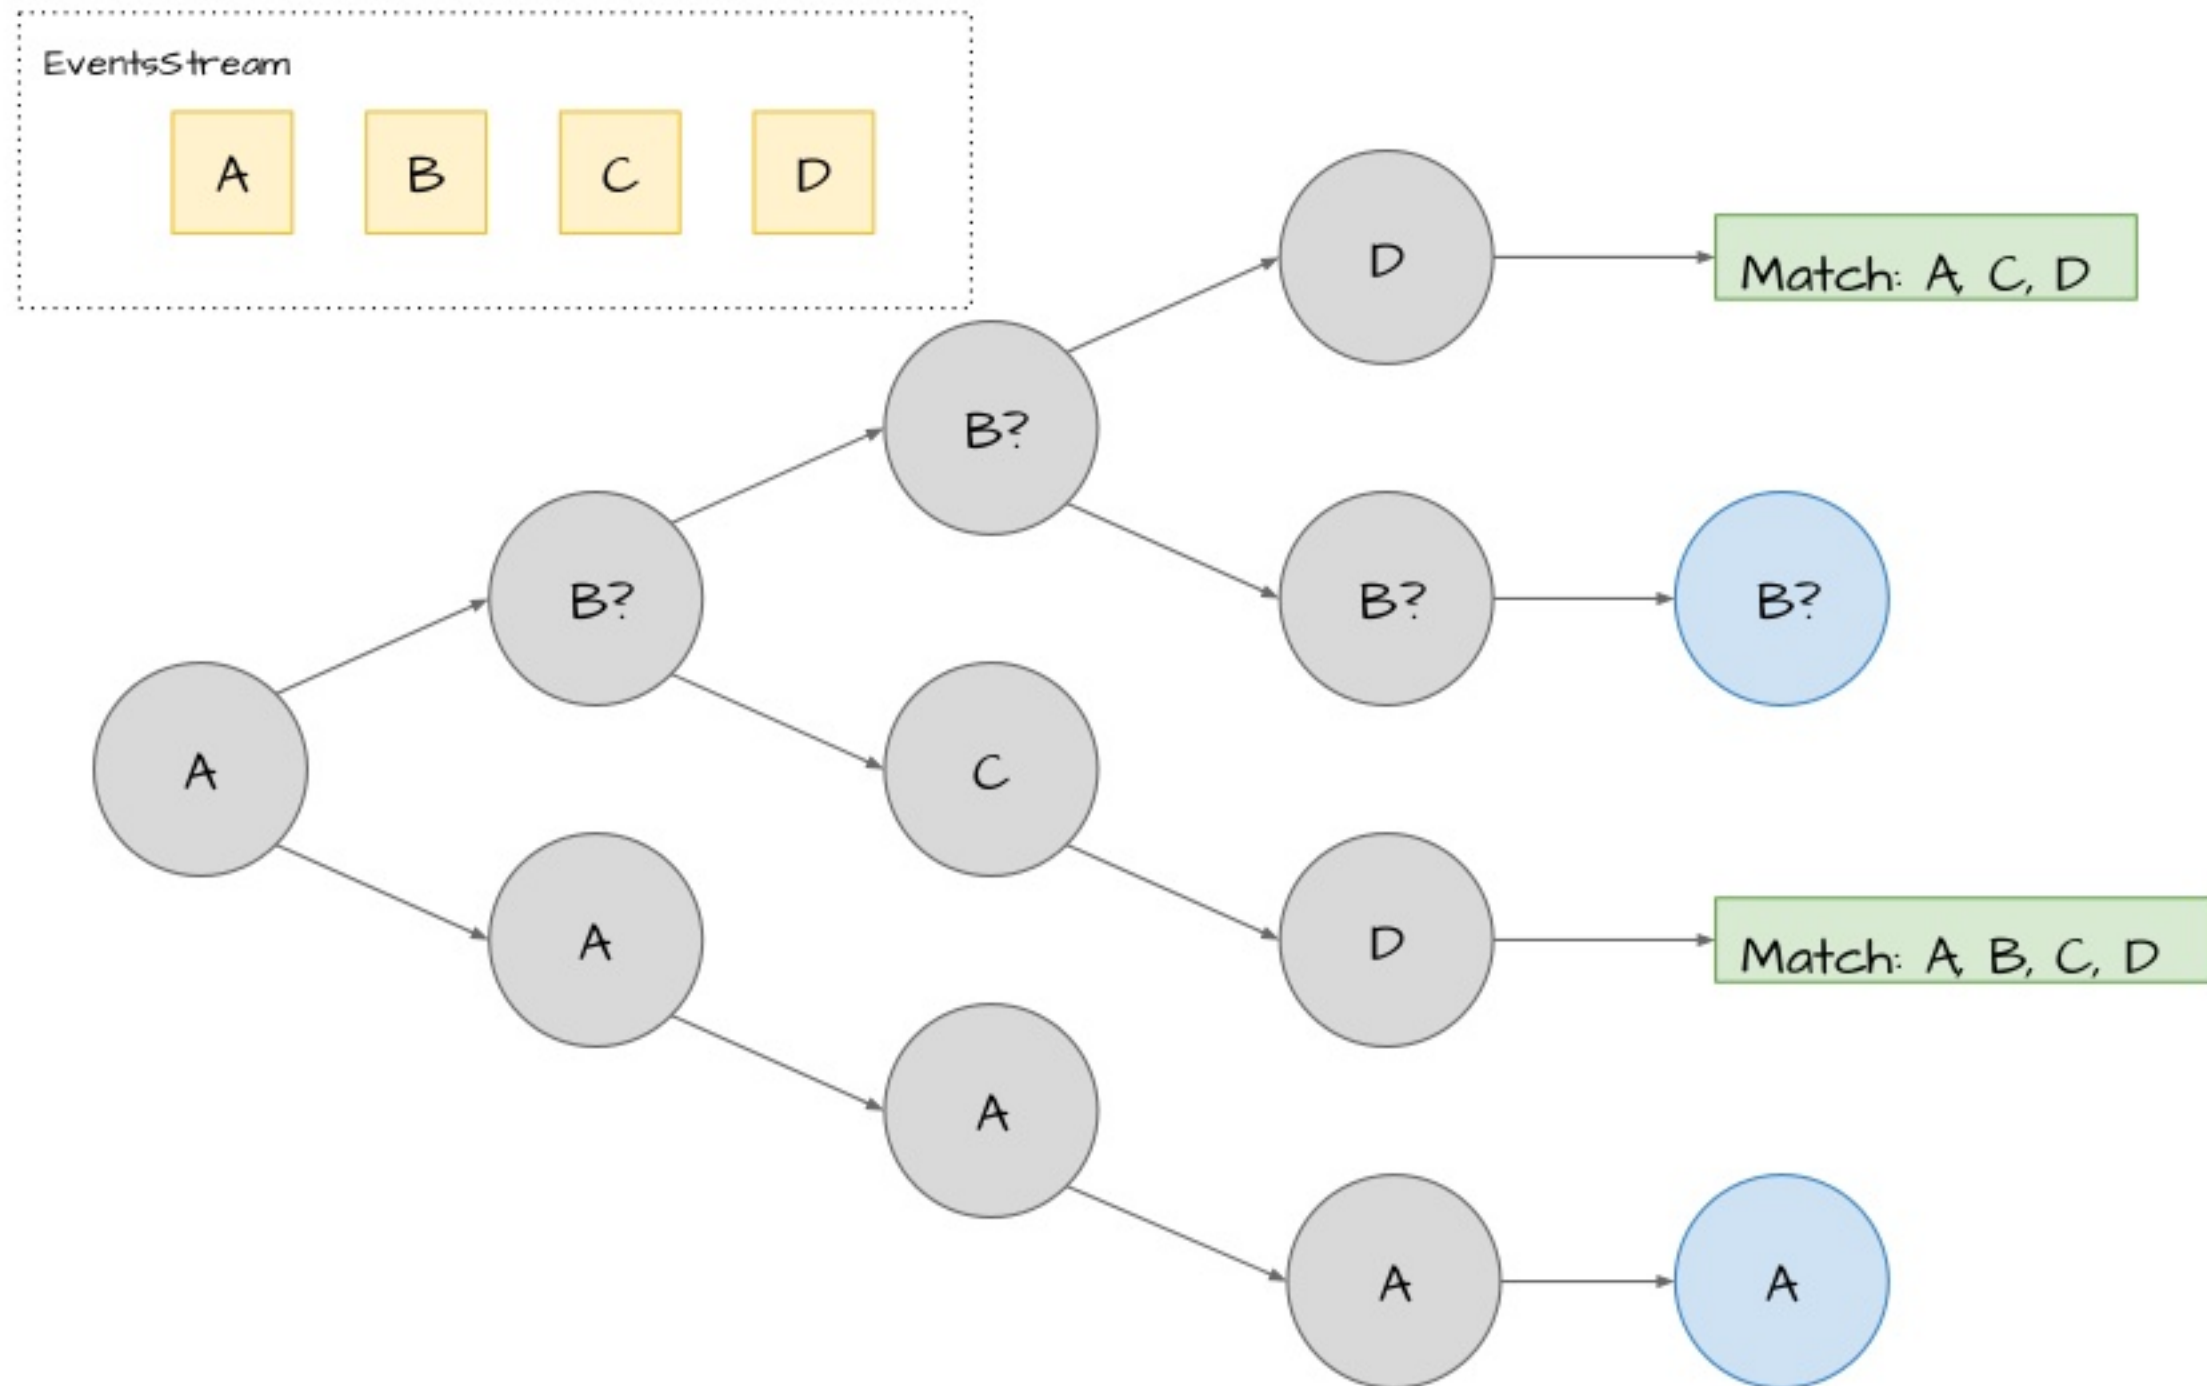 EventsStream
A B C D
D
Match: A, C, D
B?
B?
B?
B?
A
C
A
D
Match: A, B, C, D
A
A
A